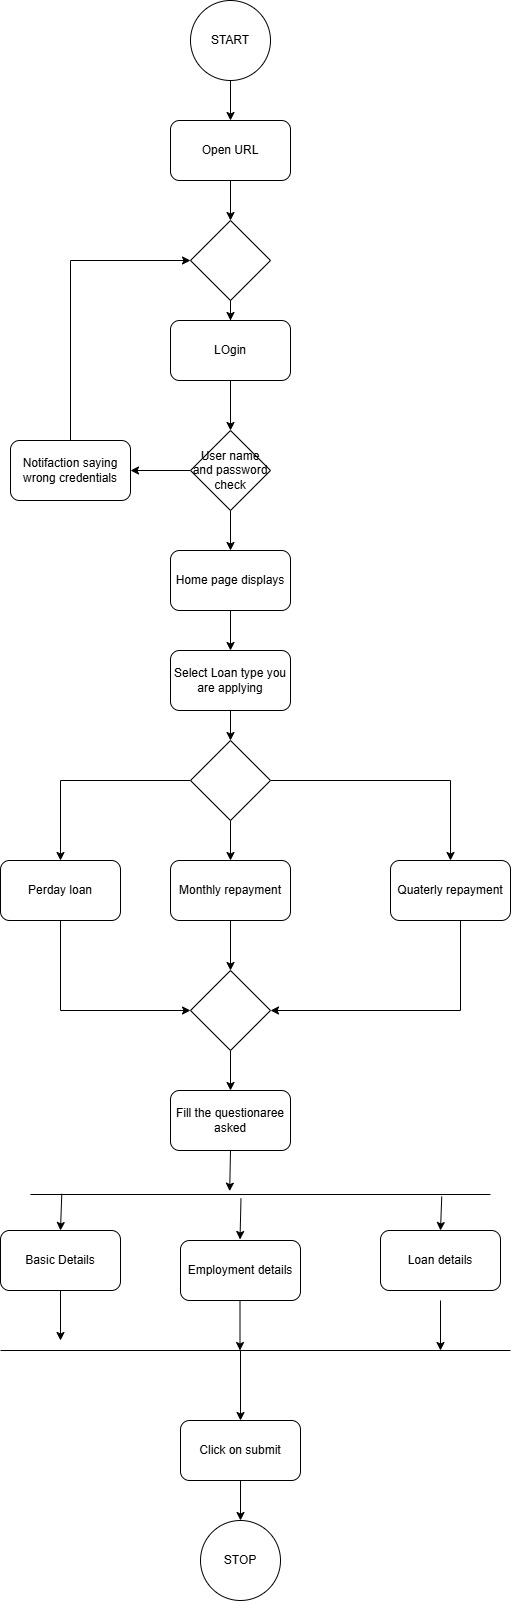 START
Open URL
LOgin
User name
and password
check
Notifaction saying
wrong credentials
Home page displays
Select Loan type you
are applying
Perday loan
Monthly repayment
Quaterly repayment
Fill the questionaree
asked
Basic Details
Employment details
Loan details
Click on submit
STOP